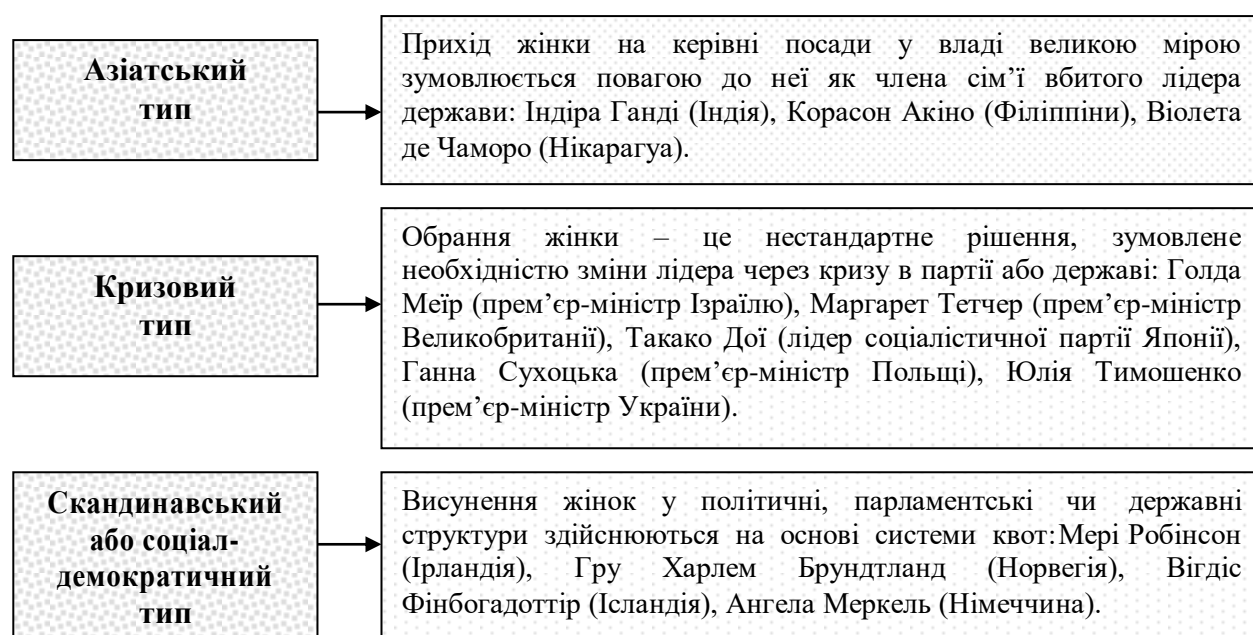 Азіатський
тип
Прихід жінки на керівні посади у владі великою мірою
зумовлюється повагою до неї як члена сім’ї вбитого лідера
держави: Індіра Ганді (Індія), Корасон Акіно (Філіппіни), Віолета
де Чаморо (Нікарагуа).
Кризовий
тип
Обрання жінки – це нестандартне рішення, зумовлене
необхідністю зміни лідера через кризу в партії або державі: Голда
Меїр (прем’єр-міністр Ізраїлю), Маргарет Тетчер (прем’єр-міністр
Великобританії), Такако Дої (лідер соціалістичної партії Японії),
Ганна Сухоцька (прем’єр-міністр Польщі), Юлія Тимошенко
(прем’єр-міністр України).
Скандинавський
або соціал-
демократичний
тип
Висунення жінок у політичні, парламентські чи державні
структури здійснюються на основі системи квот: Мері Робінсон
(Ірландія), Гру Харлем Брундтланд (Норвегія), Вігдіс
Фінбогадоттір (Ісландія), Ангела Меркель (Німеччина).